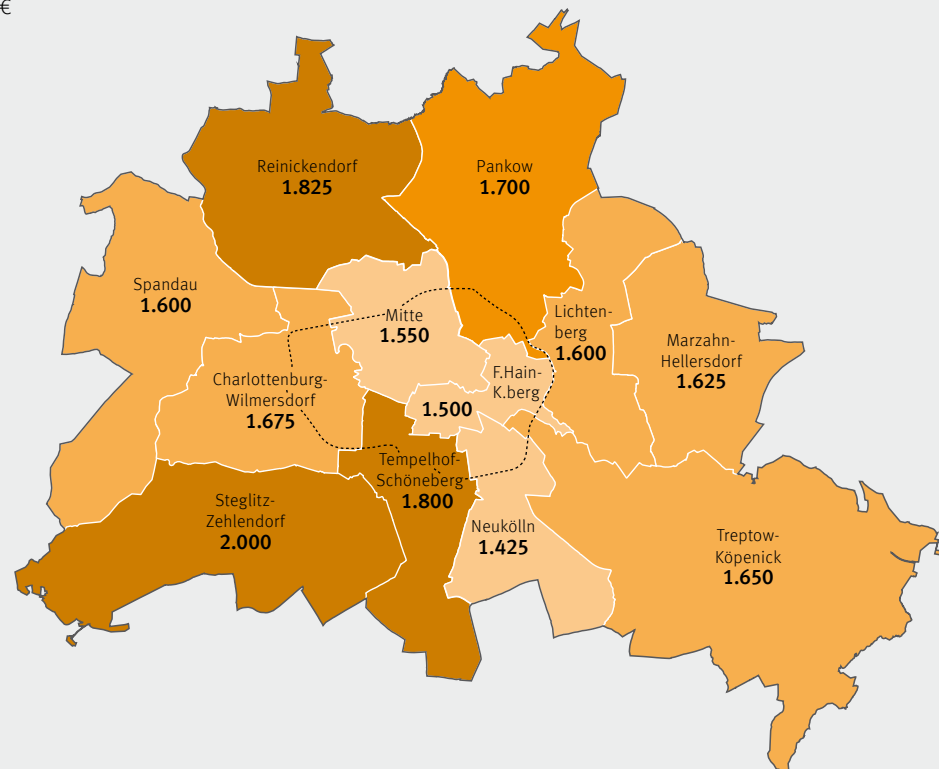 €
Reinickendorf
1.825
Pankow
1.700
Spandau
1.600
Mitte
1.550
Lichten-
berg
1.600
Marzahn-
Hellersdorf
1.625
F.Hain-
K.berg
1.500
Charlottenburg-
Wilmersdorf
1.675
Tempelhof-
Schöneberg
1.800
Steglitz-
Zehlendorf
2.000
Neukölln
1.425
Treptow-
Köpenick
1.650